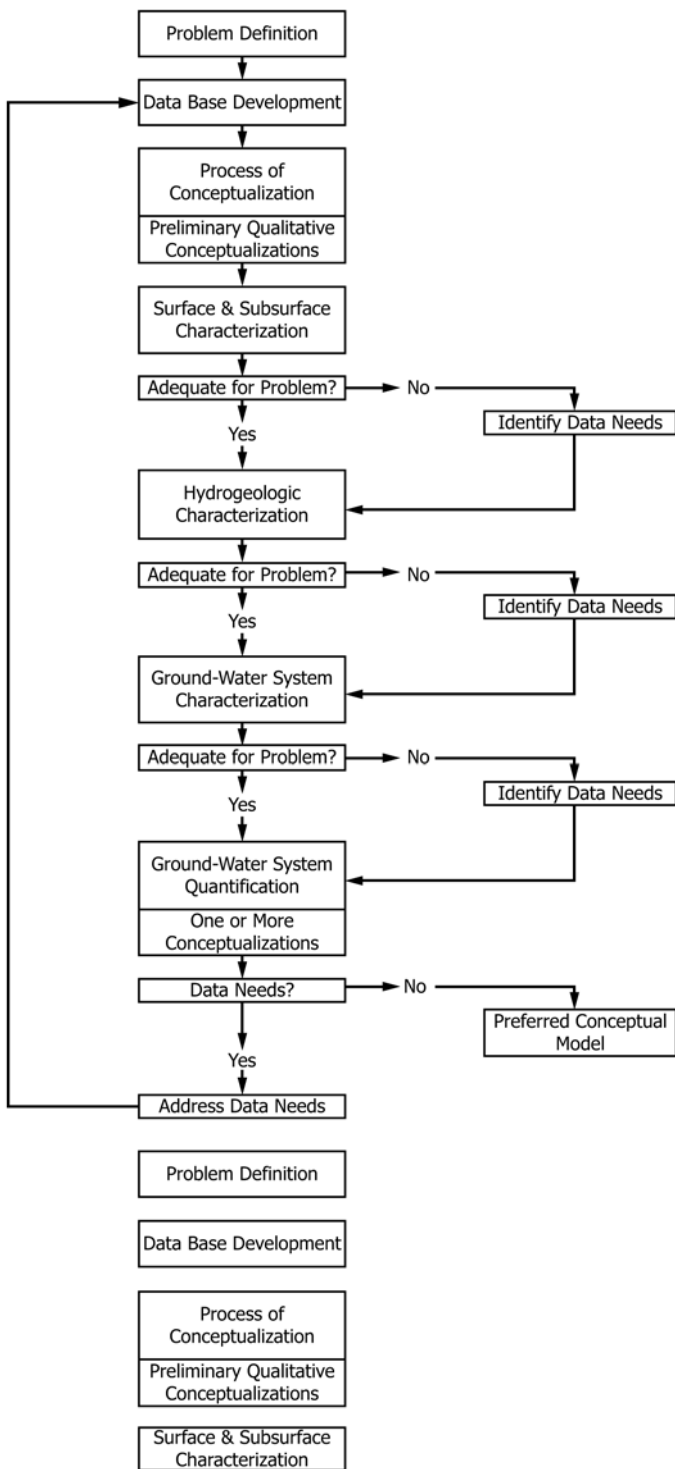 Problem Definition
Data Base Development
Process of
Conceptualization
Preliminary Qualitative
Conceptualizations
Surface & Subsurface
Characterization
Adequate for Problem?
No
Identify Data Needs
Yes
Hydrogeologic
Characterization
Adequate for Problem?
No
Identify Data Needs
Yes
Ground-Water System
Characterization
Adequate for Problem?
No
Identify Data Needs
Yes
Ground-Water System
Quantification
One or More
Conceptualizations
Data Needs?
No
Preferred Conceptual
Model
Yes
Address Data Needs
Problem Definition
Data Base Development
Process of
Conceptualization
Preliminary Qualitative
Conceptualizations
Surface & Subsurface
Characterization